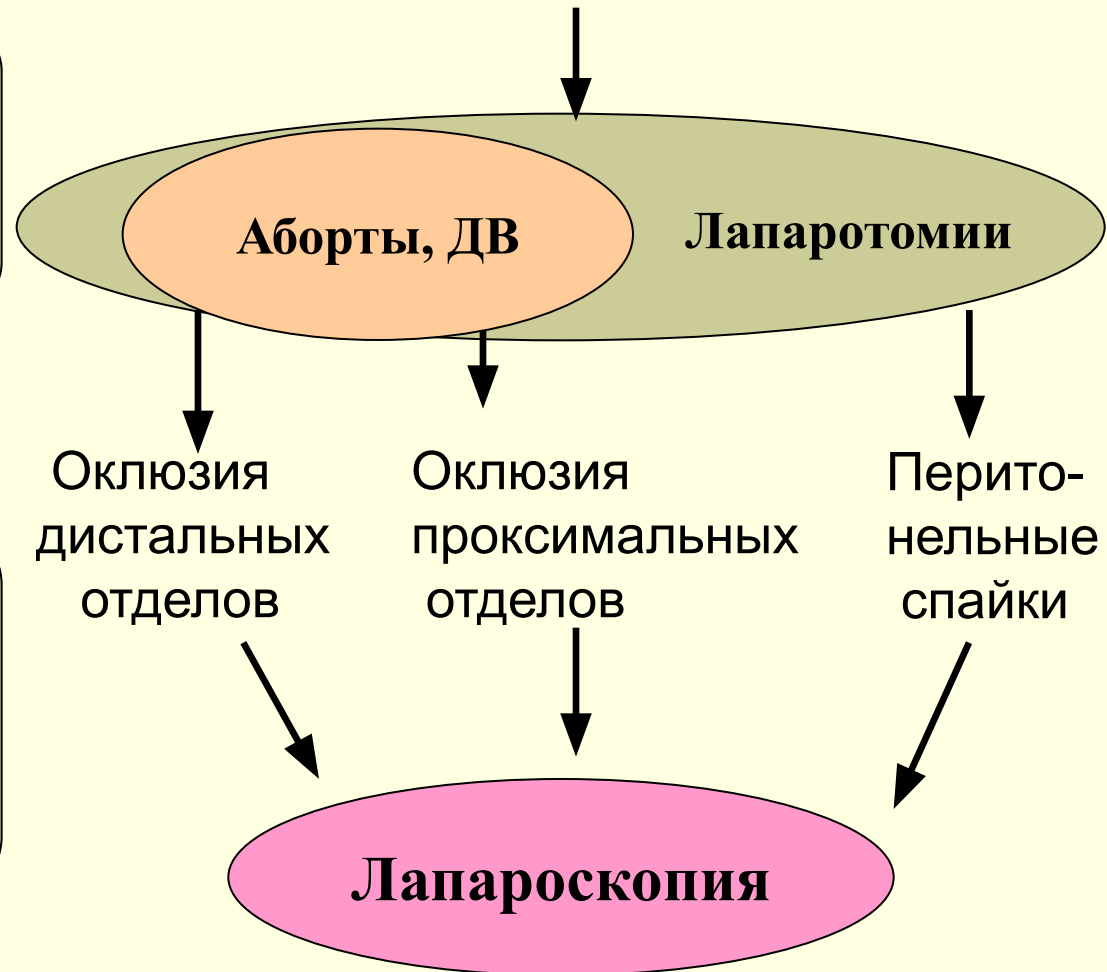 Аборты, ДВ
Лапаротомии
Оклюзия
дистальных
отделов
Оклюзия
проксимальных
отделов
Перито-
нельные
спайки
Лапароскопия